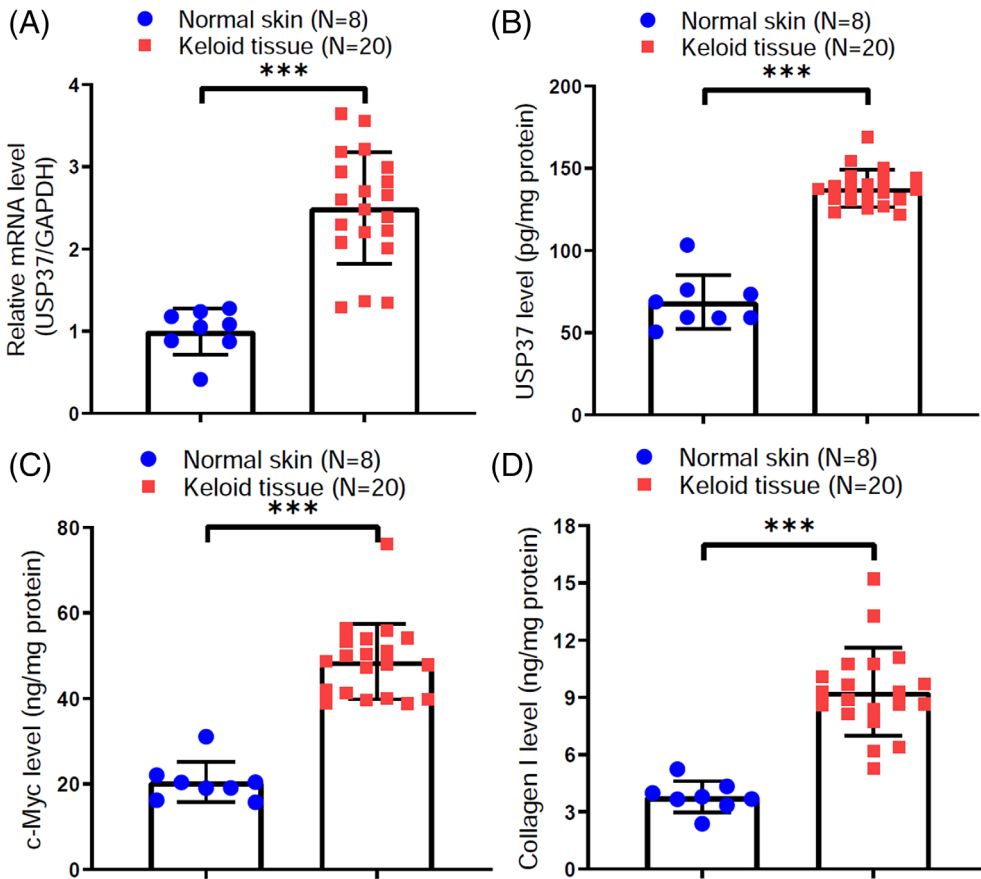 (A)
Normal skin (N=8)
Keloid tissue (N=20)
***
Relative mRNA level
(USP37/GAPDH)
4
3
2
1
0
(B)
Normal skin (N=8)
Keloid tissue (N=20)
***
USP37 level (pg/mg protein)
200
150
100
50
0
(C)
Normal skin (N=8)
Keloid tissue (N=20)
***
c-Myc level (ng/mg protein)
80
60
40
20
0
(D)
Normal skin (N=8)
Keloid tissue (N=20)
***
Collagen I level (ng/mg protein)
18
15
12
9
6
3
0